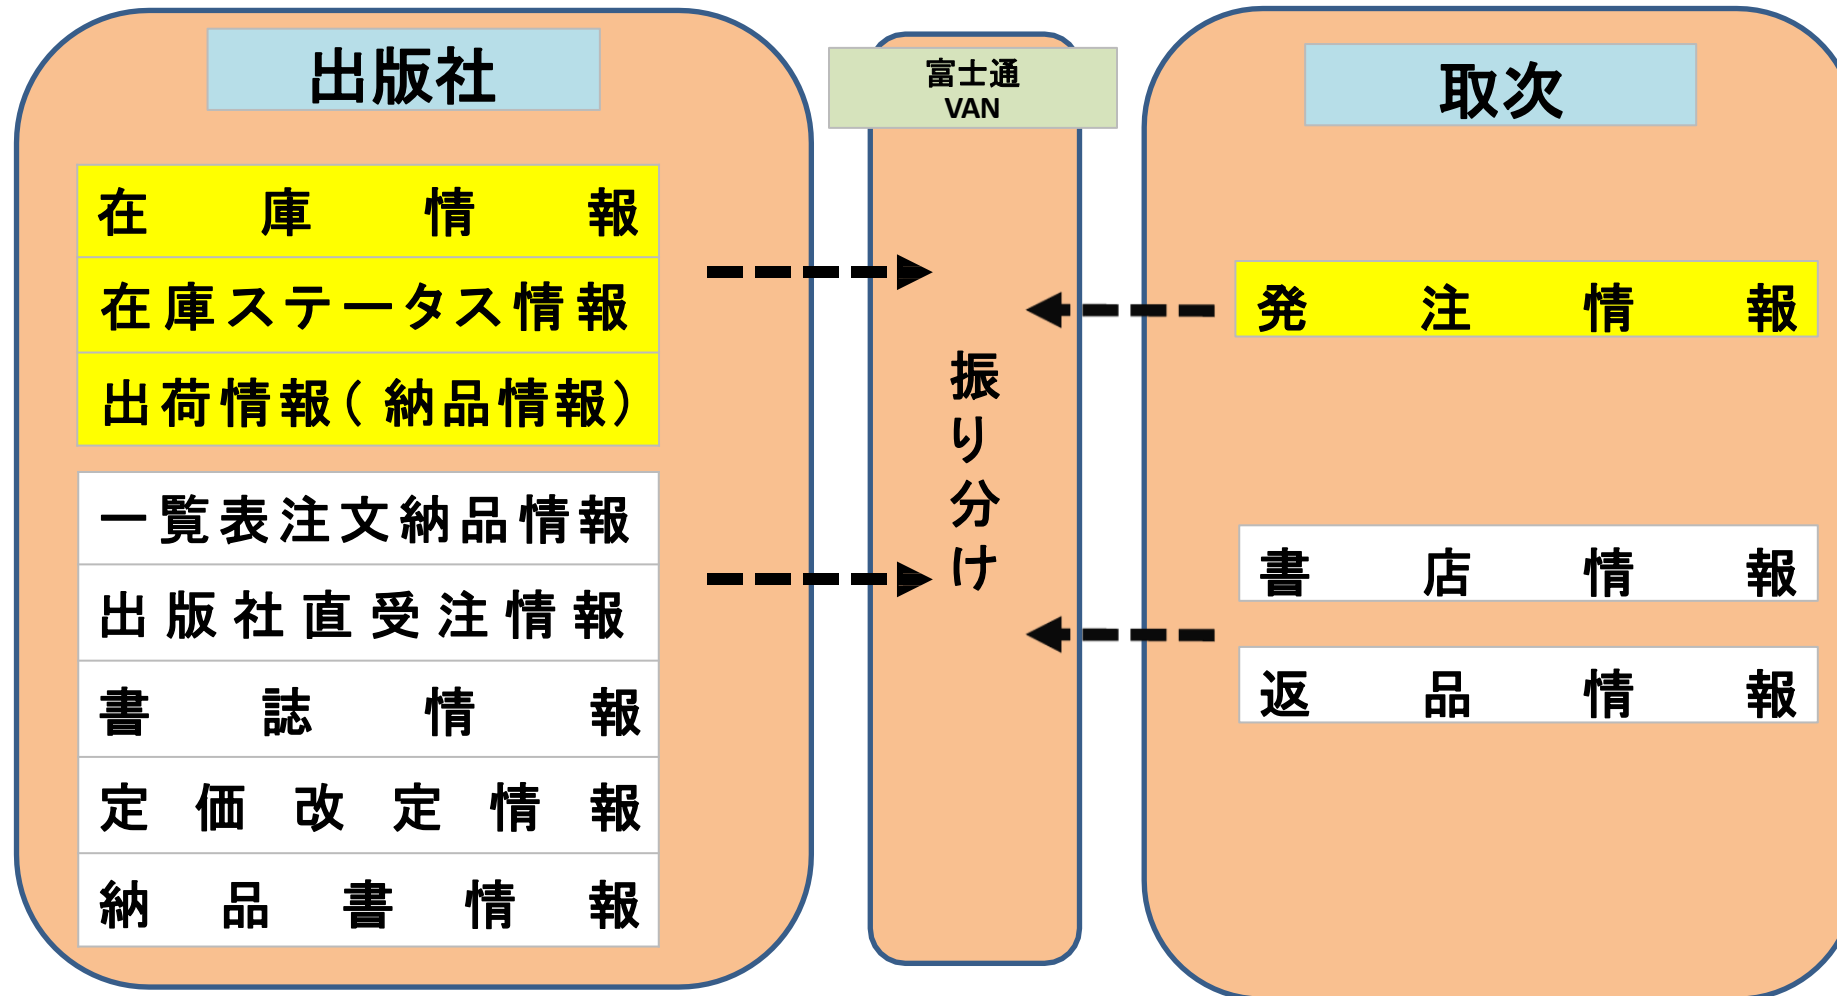 出版社
在庫情報
在庫ステータス情報
出荷情報(納品情報)
一覧表注文納品情報
出版社直受注情報
書誌情報
定価改定情報
納品書情報
富士通
VAN
振り分け
取次
発注情報
書店情報
返品情報